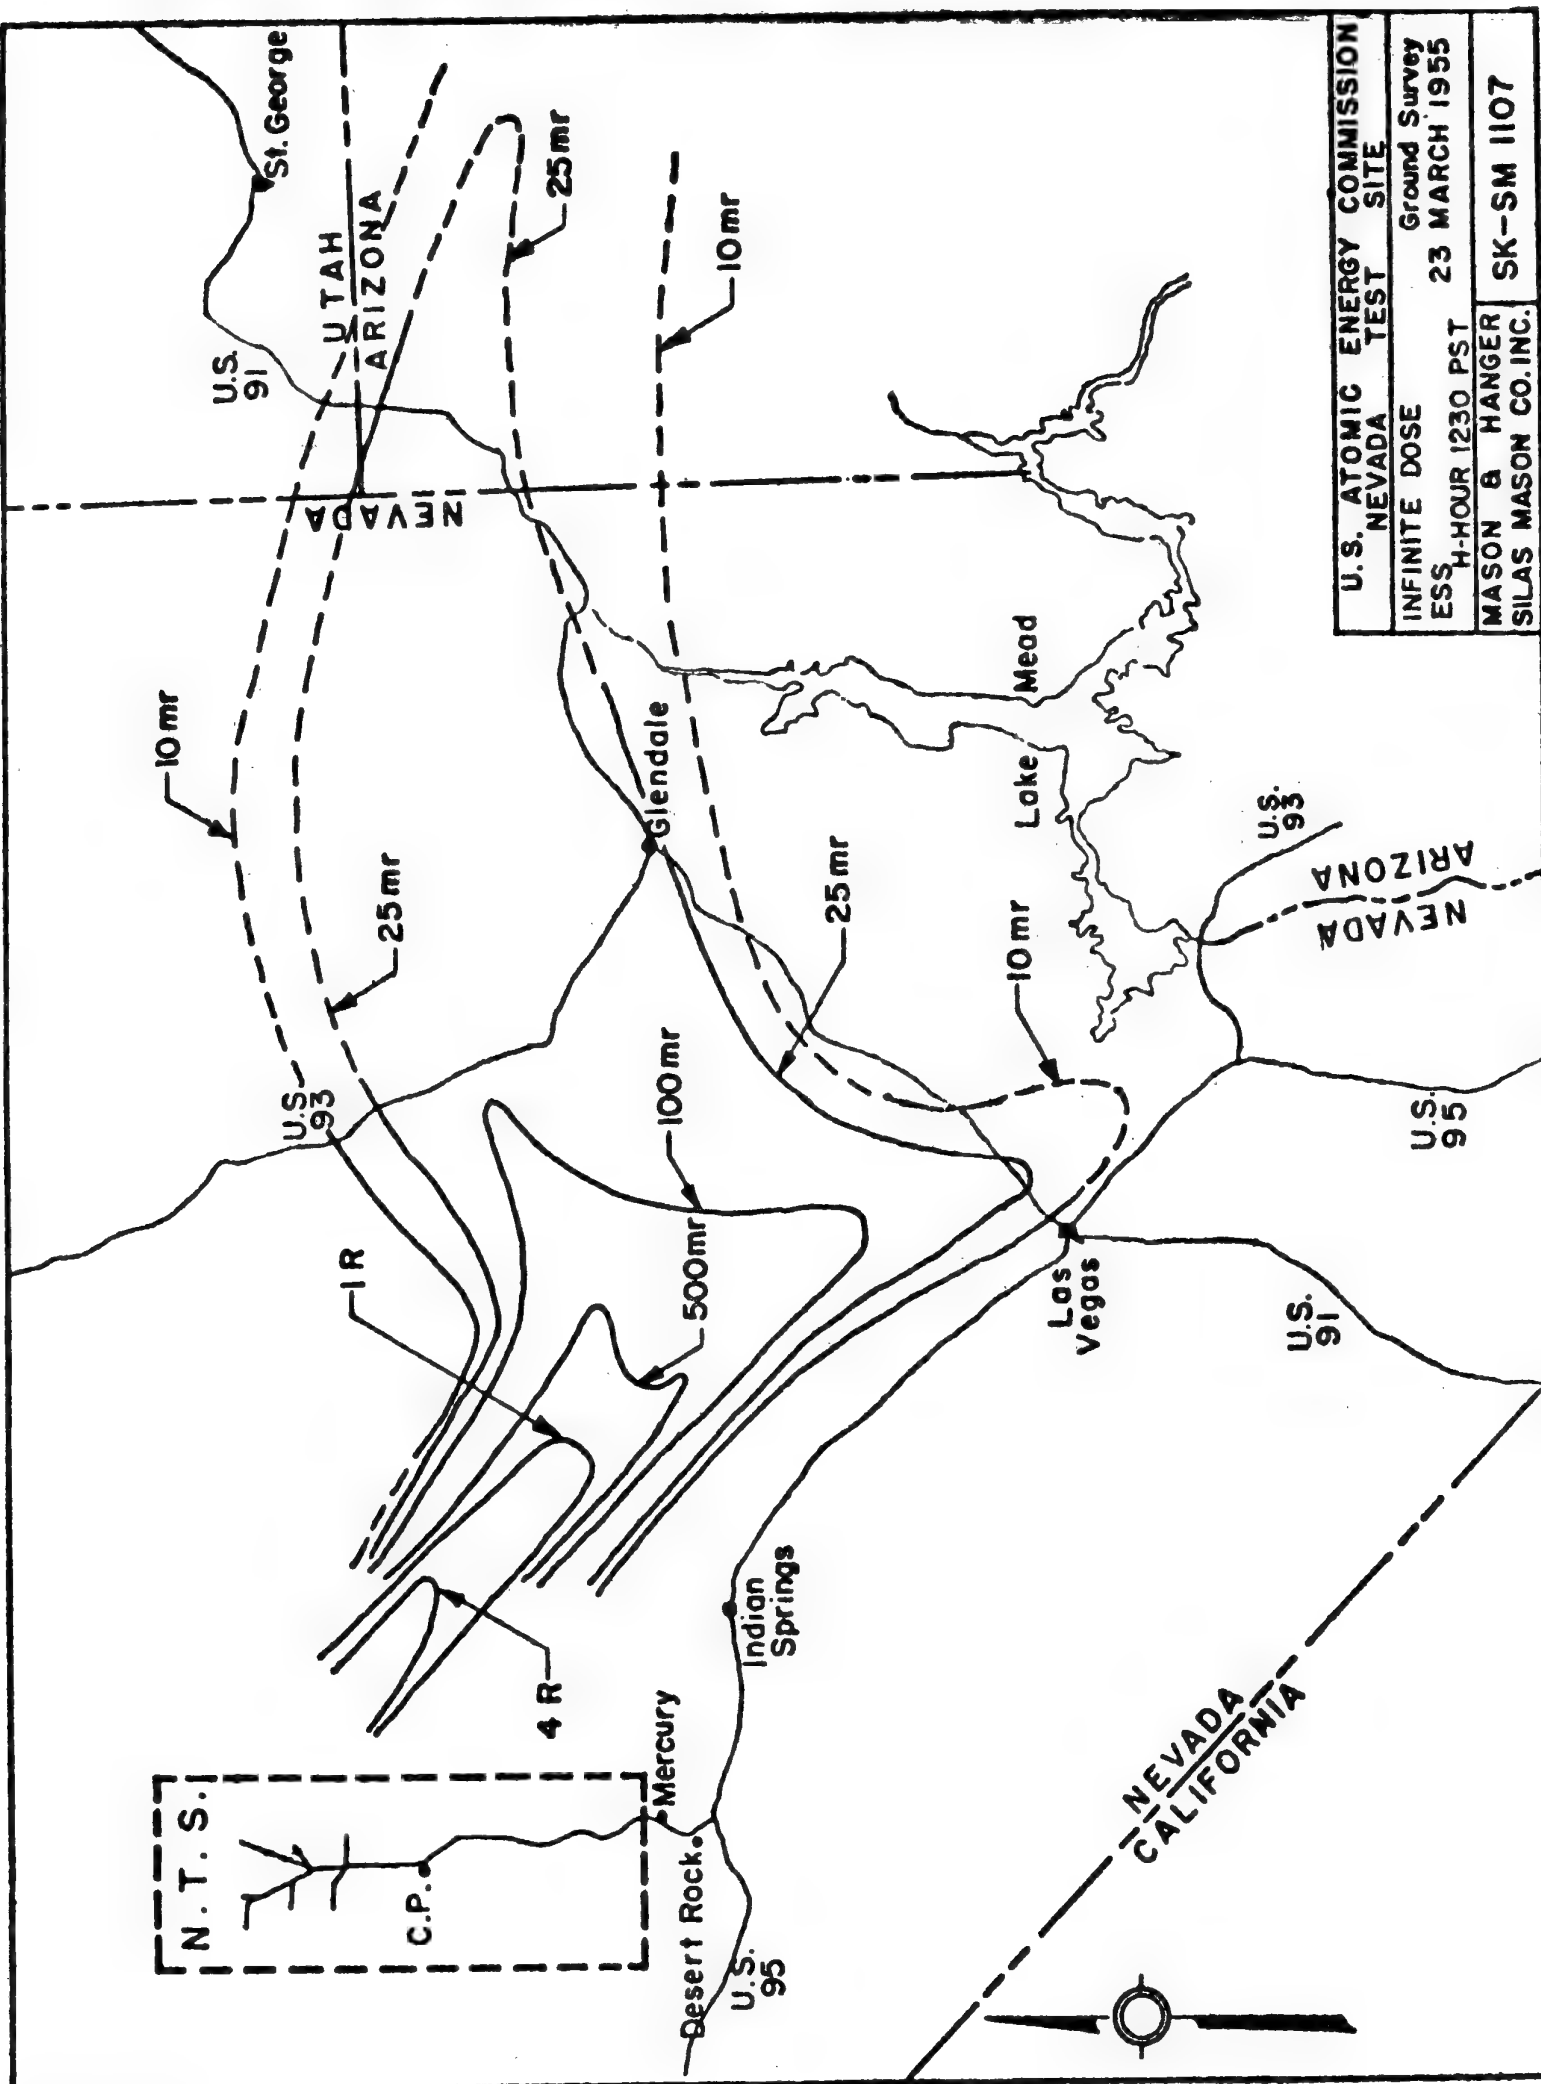 N.T.S.
C.P.
Mercury
Desert Rock
U.S.
95
Indian
Springs
4 R
1 R
500mr
100mr
25mr
10mr
U.S.
93
10mr
25mr
Glendale
25mr
10mr
10mr
25mr
U.S.
91
St. George
UTAH
ARIZONA
NEVADA
Lake Mead
Las
Vegas
U.S.
91
U.S.
95
U.S.
93
NEVADA
ARIZONA
NEVADA
CALIFORNIA
U.S. ATOMIC ENERGY COMMISSION
NEVADA TEST SITE
INFINITE DOSE Ground Survey
ESS 23 MARCH 1955
H-HOUR 1230 PST
MASON & HANGER
SILAS MASON CO. INC.
SK-SM 1107